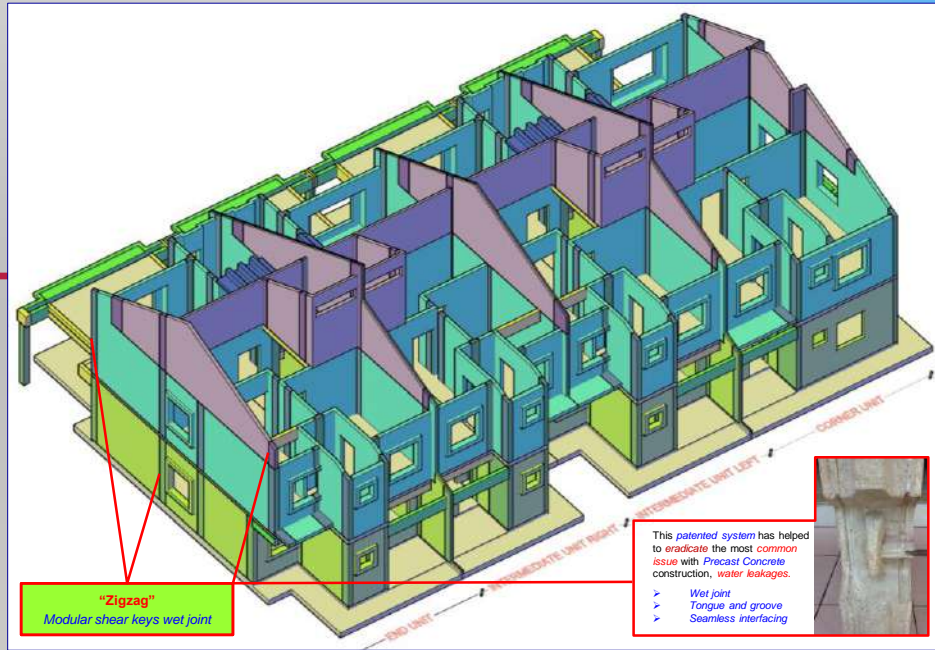 END UNIT
INTERMEDIATE UNIT RIGHT
INTERMEDIATE UNIT LEFT
CORNER UNIT
“Zigzag”
Modular shear keys wet joint
This patented system has helped
to eradicate the most common
issue with Precast Concrete
construction, water leakages.
➢ Wet joint
➢ Tongue and groove
➢ Seamless interfacing